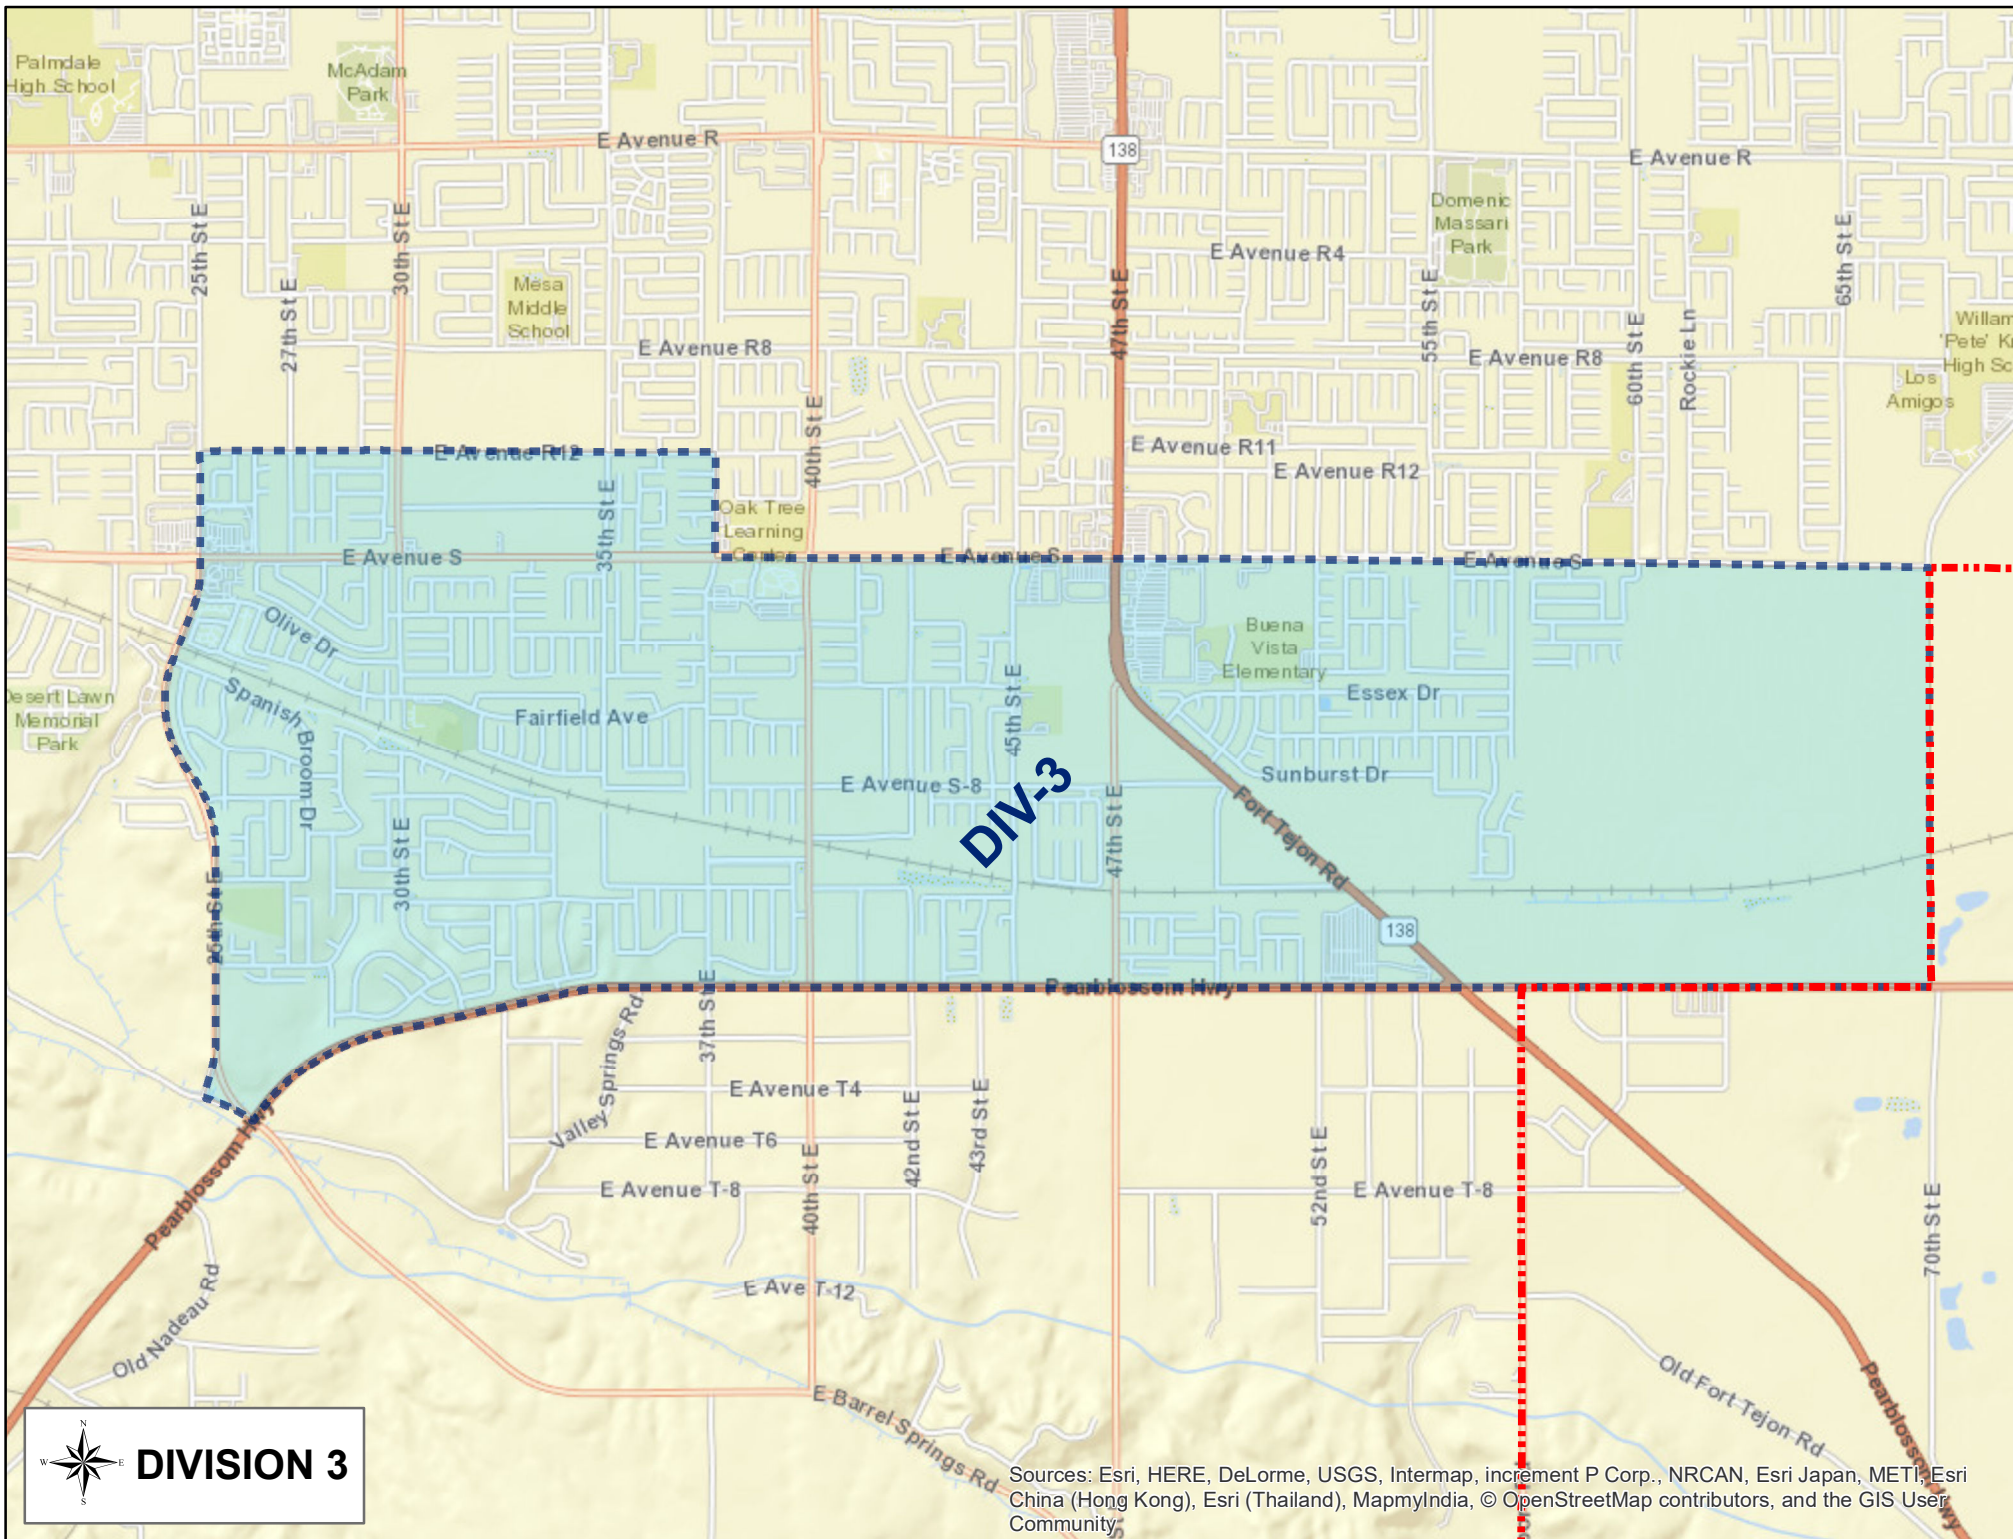 Palmdale
High School
McAdam
Park
E Avenue R
138
E Avenue R
25th St E
27th St E
30th St E
Mesa
Middle
School
Domenic
Massari
Park
E Avenue R4
47th St E
55th St E
65th St E
60th St E
Rockie Ln
E Avenue R8
E Avenue R8
Los
Amigos
40th St E
E Avenue R11
E Avenue R12
E Avenue R12
Oak Tree
Learning
Center
35th St E
E Avenue S
E Avenue S
E Avenue S
Olive Dr
Buena
Vista
Elementary
Spanish Broom Dr
Desert Lawn
Memorial
Park
Fairfield Ave
45th St E
Essex Dr
E Avenue S-8
DIV-3
Sunburst Dr
47th St E
Fort Tejon Rd
30th St E
25th St E
138
Pearblossom Hwy
Valley Springs Rd
37th St E
E Avenue T4
E Avenue T6
E Avenue T-8
42nd St E
43rd St E
40th St E
52nd St E
E Avenue T-8
70th St E
Pearblossom Hwy
Old Nadeau Rd
E Ave T-12
E Barrel Springs Rd
Old Fort Tejon Rd
Pearblossom Hwy
N
W
E
S
DIVISION 3
Sources: Esri, HERE, DeLorme, USGS, Intermap, increment P Corp., NRCAN, Esri Japan, METI, Esri
China (Hong Kong), Esri (Thailand), MapmyIndia, © OpenStreetMap contributors, and the GIS User
Community